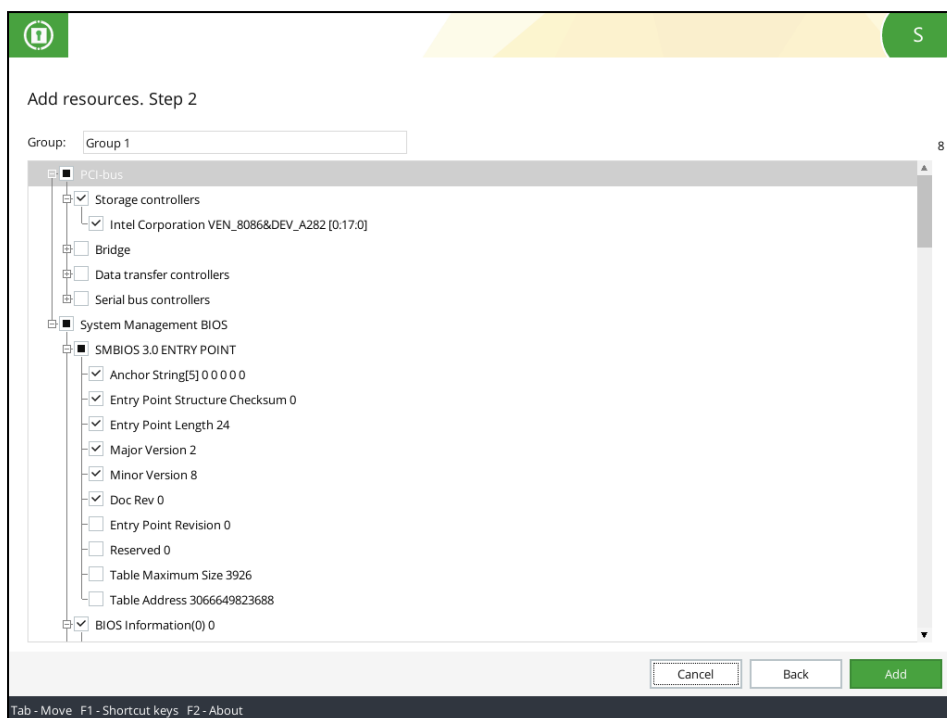 S
Add resources. Step 2
Group: Group 1
8
PCI-bus
Storage controllers
Intel Corporation VEN_8086&DEV_A282 [0:17.0]
Bridge
Data transfer controllers
Serial bus controllers
System Management BIOS
SMBIOS 3.0 ENTRY POINT
Anchor String[5] 0 0 0 0 0
Entry Point Structure Checksum 0
Entry Point Length 24
Major Version 2
Minor Version 8
Doc Rev 0
Entry Point Revision 0
Reserved 0
Table Maximum Size 3926
Table Address 3066649823688
BIOS Information(0) 0
Cancel Back Add
Tab - Move F1 - Shortcut keys F2 - About